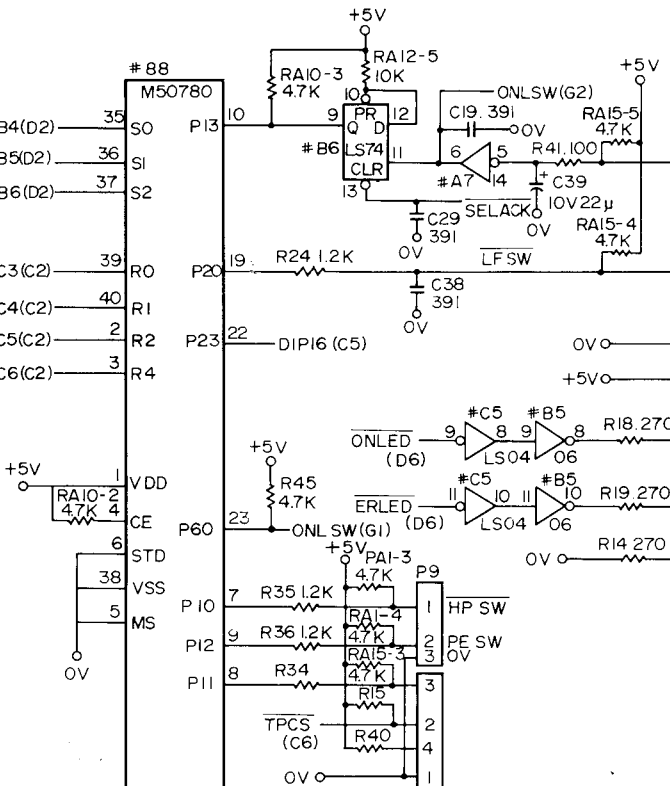 +5V
#88
M50780
RA10-3
4.7K
RA12-5
10K
+5V
10
PR
9
Q
D
12
#B6
LS74
CLR
11
13
ONLSW(G2)
C19. 391
0V
6
5
#A7
14
R41.100
RA15-5
4.7K
+
C39
10V22μ
0V
SELACK
C29
391
0V
RA15-4
4.7K
B4(D2)
35
S0
P13
10
B5(D2)
36
S1
B6(D2)
37
S2
C3(C2)
39
R0
P20
19
R24 1.2K
LFSW
C38
391
0V
C4(C2)
40
R1
C5(C2)
2
R2
P23
22
DIP16 (C5)
0V
C6(C2)
3
R4
+5V
ONLED
(D6)
9
#C5
8
LS04
9
#B5
8
06
R18.270
ERLED
(D6)
11
#C5
10
LS04
11
#B5
10
06
R19.270
0V
R14 270
+5V
1
VDD
RA10-2
4.7K
4
CE
6
STD
38
VSS
5
MS
0V
+5V
R45
4.7K
P60
23
ONL SW(G1)
+5V
PA1-3
4.7K
P9
P10
7
R35 1.2K
1
HP SW
RA1-4
4.7K
P12
9
R36 1.2K
2
PE SW
3
0V
RA15-3
4.7K
P11
8
R34
3
R15
TPCS
(C6)
2
R40
4
0V
1